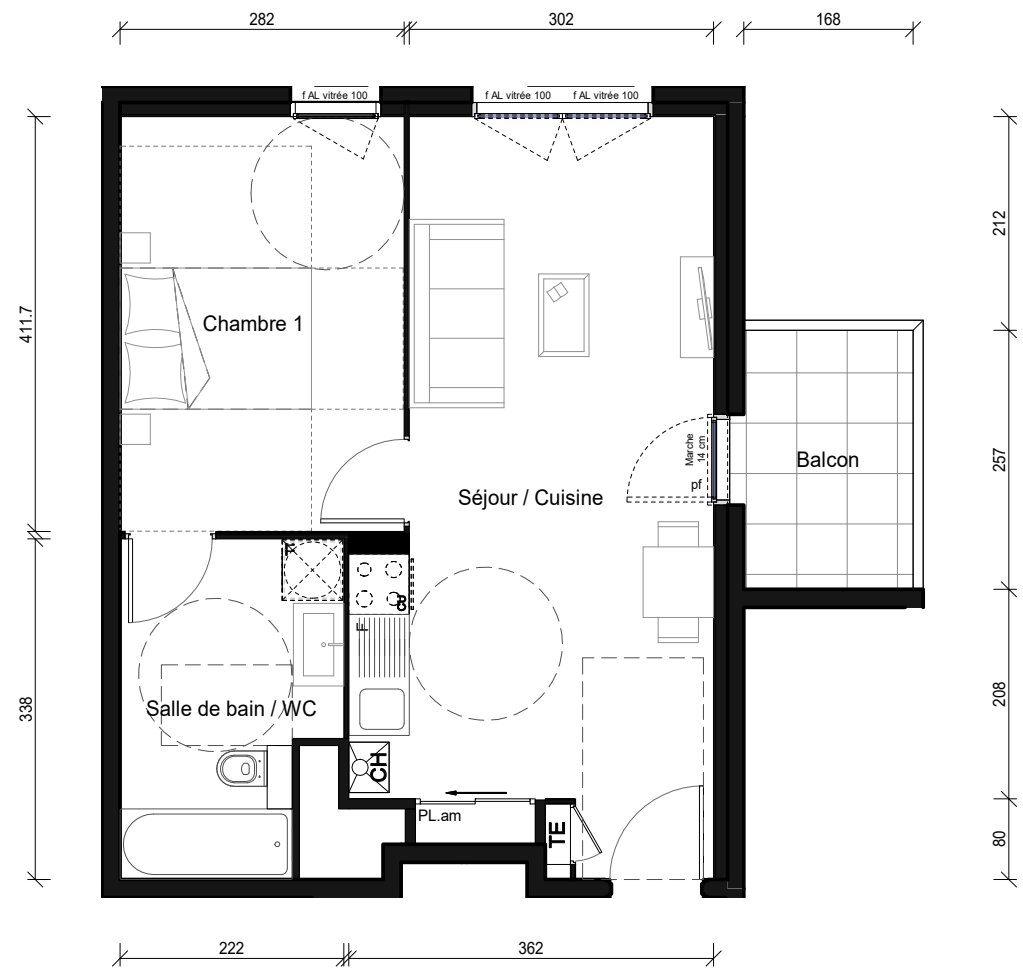 282
302
168
f AL vitrée 100
f AL vitrée 100
f AL vitrée 100
212
411.7
Chambre 1
Marche
14 cm
pf
Balcon
257
Séjour / Cuisine
F
338
208
Salle de bain / WC
CH
PL.am
TE
80
222
362